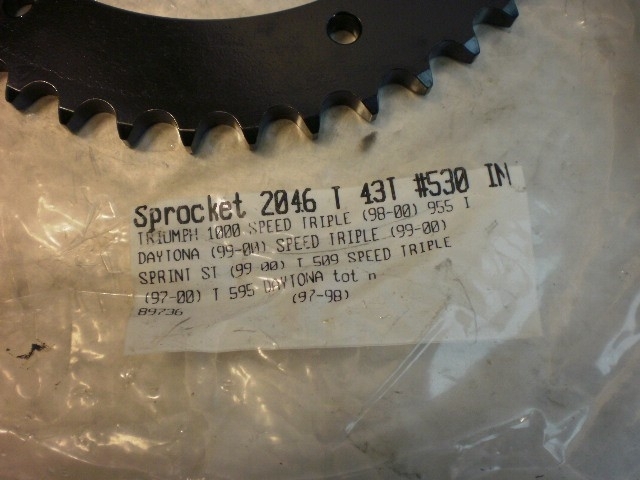 Sprocket 2046 T 43T #530 IN
TRIUMPH 1000 SPEED TRIPLE (98-00) 955 I
DAYTONA (99-00) SPEED TRIPLE (99-00)
SPRINT ST (99 00) T 509 SPEED TRIPLE
(97-00) T 595 DAYTONA tot n
(97-98)
89736